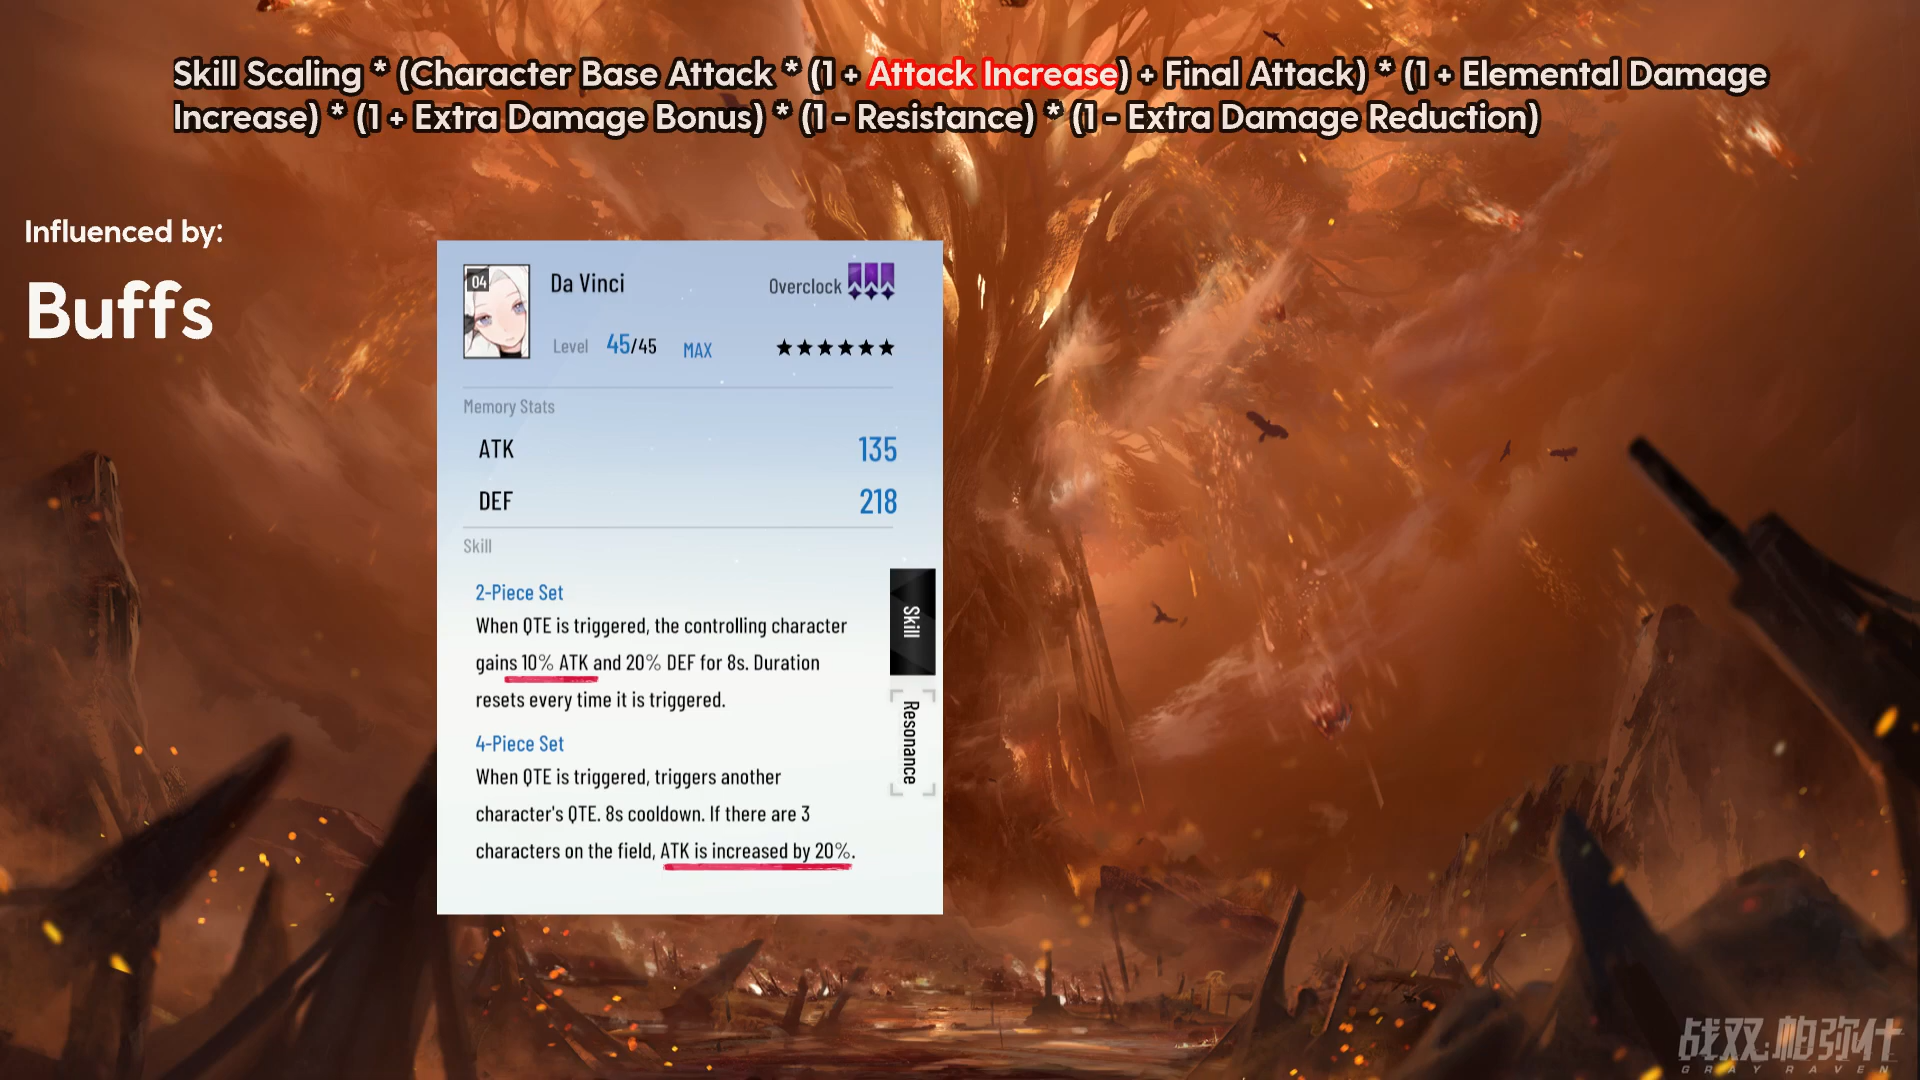 Skill Scaling * (Character Base Attack * (1 + Attack Increase) + Final Attack) * (1 + Elemental Damage
Increase) * (1 + Extra Damage Bonus) * (1 - Resistance) * (1 - Extra Damage Reduction)
Influenced by:
Buffs
04
Da Vinci
Overclock
Level 45/45 MAX
★★★★★★
Memory Stats
ATK 135
DEF 218
Skill
2-Piece Set
When QTE is triggered, the controlling character
gains 10% ATK and 20% DEF for 8s. Duration
resets every time it is triggered.
4-Piece Set
When QTE is triggered, triggers another
character's QTE. 8s cooldown. If there are 3
characters on the field, ATK is increased by 20%.
Skill
Resonance
战双:帕弥什
GRAY RAVEN